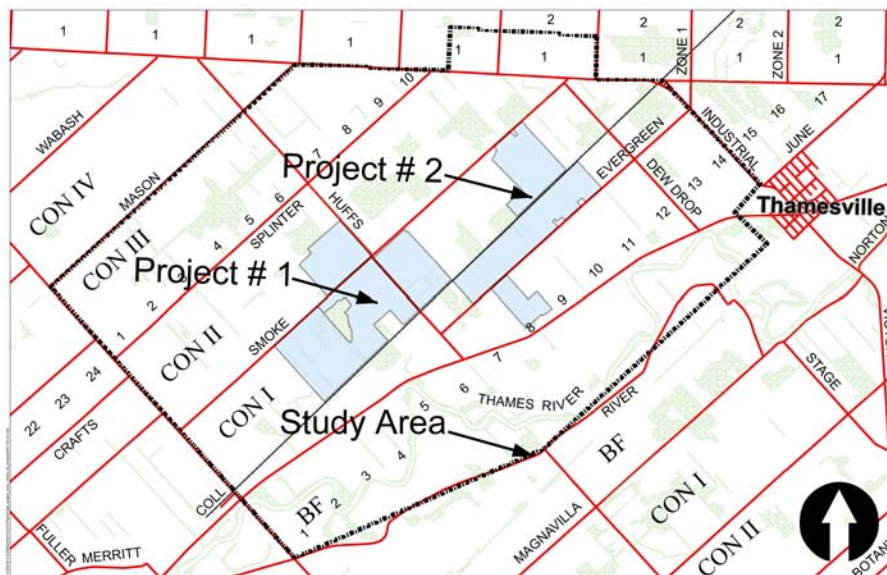 1 1 1 1 1 2 1 2 1 2 1 2 1
ZONE 1
ZONE 2
WABASH
MASON
CON IV
CON III
CON II
CON I
10
9
8
7
6
5
4
2
1
SPLINTER
HUFFS
SMOKE
Project # 2
Project # 1
EVERGREEN
DEW DROP
INDUSTRIAL
JUNE
17
16
15
14
13
12
11
10
9
8
7
6
5
4
3
2
1
Thamesville
NORTON
STAGE
THAMES RIVER
RIVER
Study Area
24
23
22
CRAFTS
COLL
BF
BF
CON I
CON II
MAGNAVILLA
FULLER
MERRITT